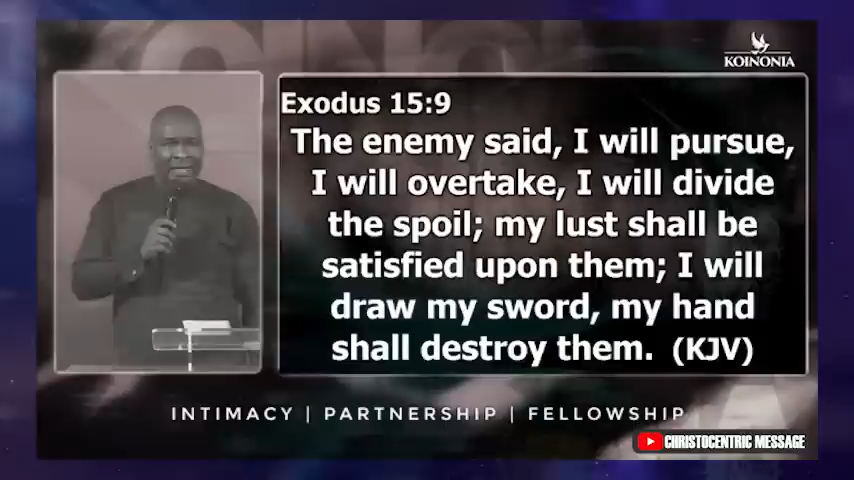 KOINONIA
Exodus 15:9
The enemy said, I will pursue,
I will overtake, I will divide
the spoil; my lust shall be
satisfied upon them; I will
draw my sword, my hand
shall destroy them. (KJV)
INTIMACY | PARTNERSHIP | FELLOWSHIP
CHRISTOCENTRIC MESSAGE